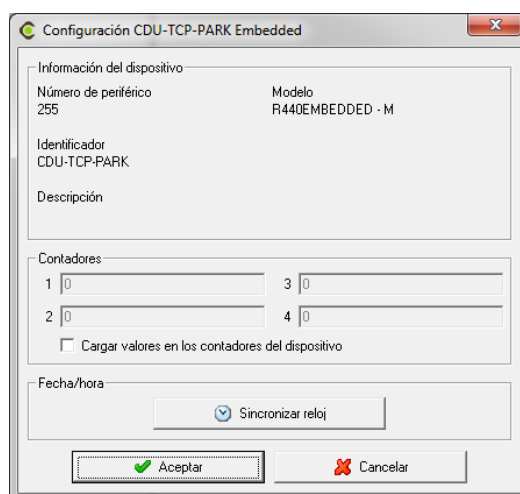 Configuración CDU-TCP-PARK Embedded
Información del dispositivo
Número de periférico
255
Modelo
R440EMBEDDED - M
Identificador
CDU-TCP-PARK
Descripción
Contadores
1 0
3 0
2 0
4 0
Cargar valores en los contadores del dispositivo
Fecha/hora
Sincronizar reloj
Aceptar
Cancelar